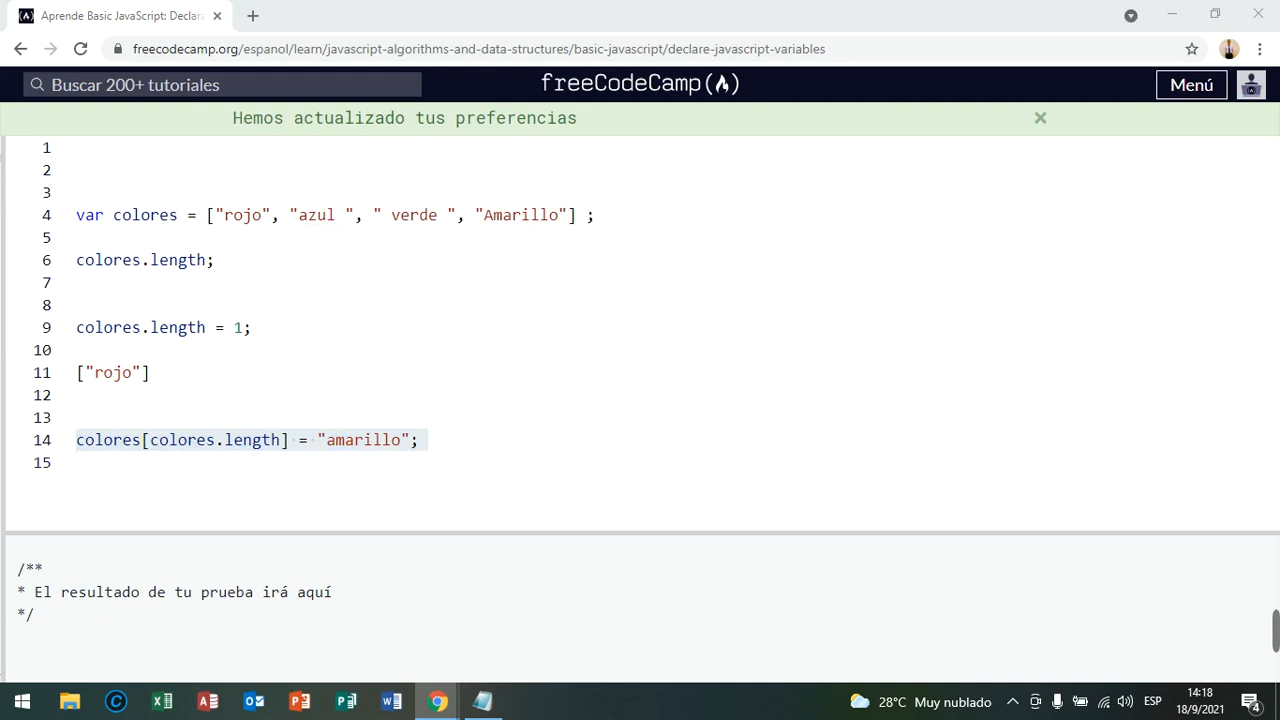 Aprende Basic JavaScript: Declare
freecodecamp.org/espanol/learn/javascript-algorithms-and-data-structures/basic-javascript/declare-javascript-variables
Buscar 200+ tutoriales
freeCodeCamp(🔥)
Menú
Hemos actualizado tus preferencias
1
2
3
4 var colores = ["rojo", "azul ", " verde ", "Amarillo"] ;
5
6 colores.length;
7
8
9 colores.length = 1;
10
11 ["rojo"]
12
13
14 colores[colores.length] = "amarillo";
15
/**
* El resultado de tu prueba irá aquí
*/
28°C Muy nublado
ESP
14:18
18/9/2021
4